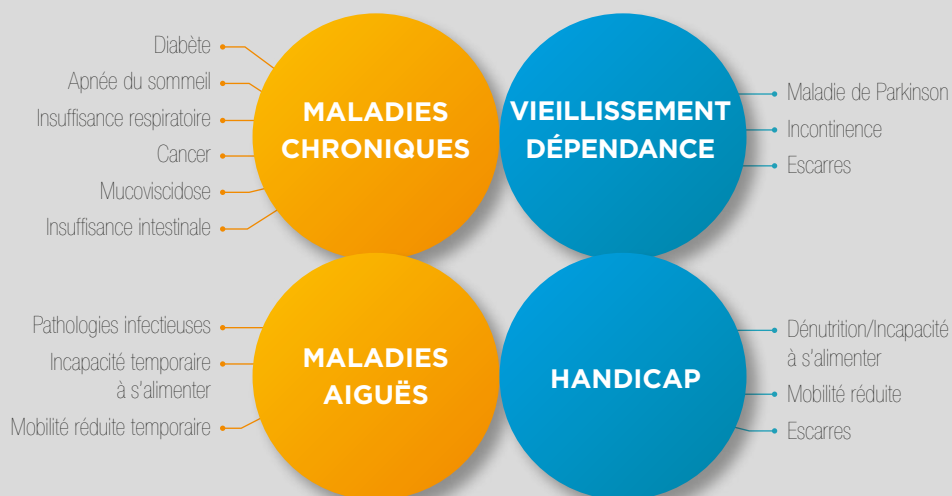 Diabète
Apnée du sommeil
Insuffisance respiratoire
Cancer
Mucoviscidose
Insuffisance intestinale
MALADIES
CHRONIQUES
VIEILLISSEMENT
DÉPENDANCE
Maladie de Parkinson
Incontinence
Escarres
Pathologies infectieuses
Incapacité temporaire
à s'alimenter
Mobilité réduite temporaire
MALADIES
AIGUËS
HANDICAP
Dénutrition/Incapacité
à s'alimenter
Mobilité réduite
Escarres